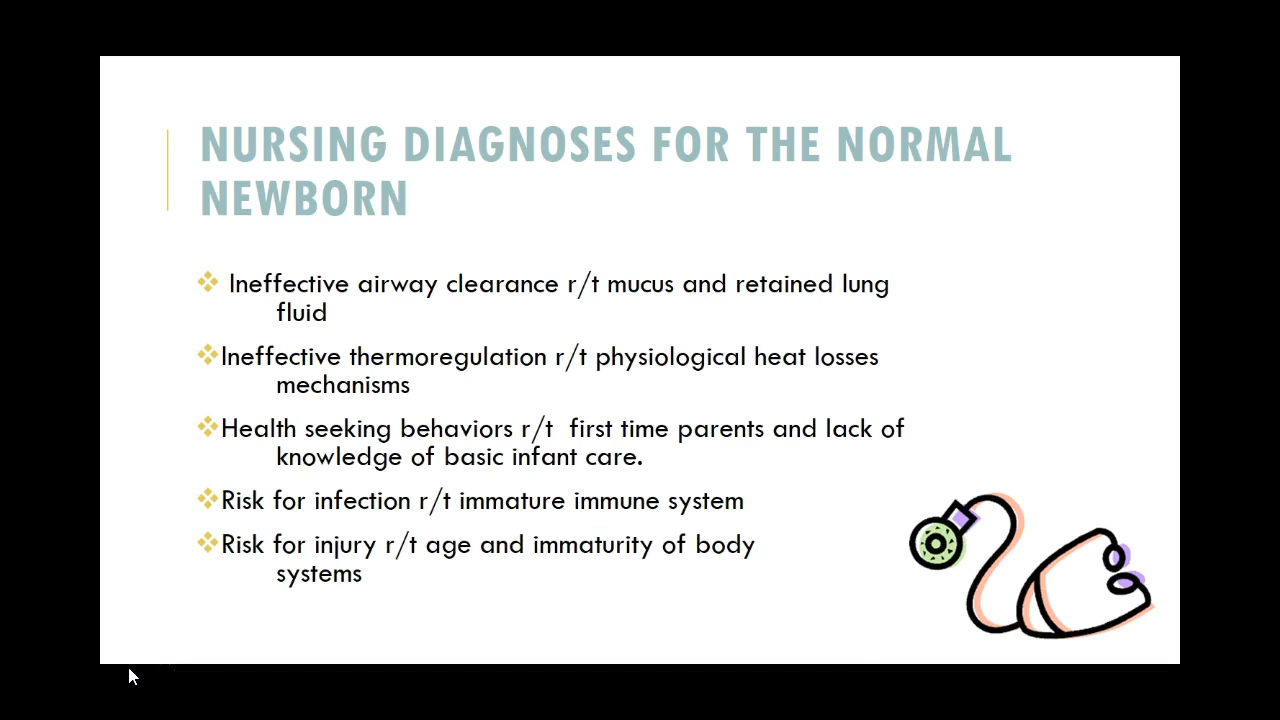 NURSING DIAGNOSES FOR THE NORMAL
NEWBORN
Ineffective airway clearance r/t mucus and retained lung
fluid
Ineffective thermoregulation r/t physiological heat losses
mechanisms
Health seeking behaviors r/t first time parents and lack of
knowledge of basic infant care.
Risk for infection r/t immature immune system
Risk for injury r/t age and immaturity of body
systems